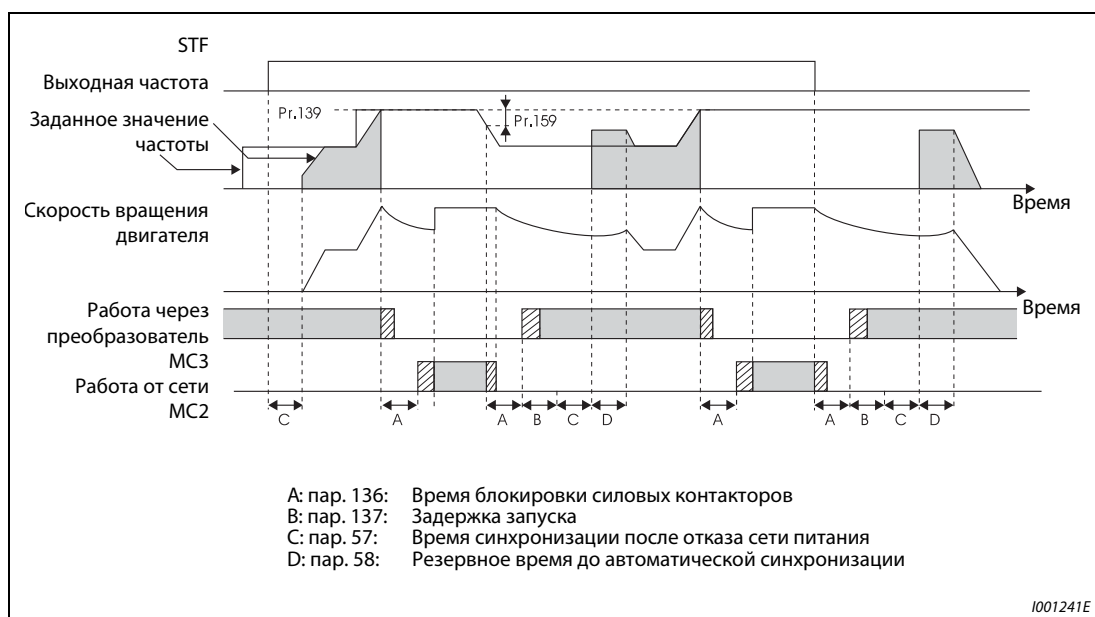 STF
Выходная частота
Pr.139
Pr.159
Заданное значение
частоты
Время
Скорость вращения
двигателя
Время
Работа через
преобразователь
MC3
Работа от сети
MC2
C A A B C D A A B C D
A: пар. 136: Время блокировки силовых контакторов
B: пар. 137: Задержка запуска
C: пар. 57: Время синхронизации после отказа сети питания
D: пар. 58: Резервное время до автоматической синхронизации
I001241E